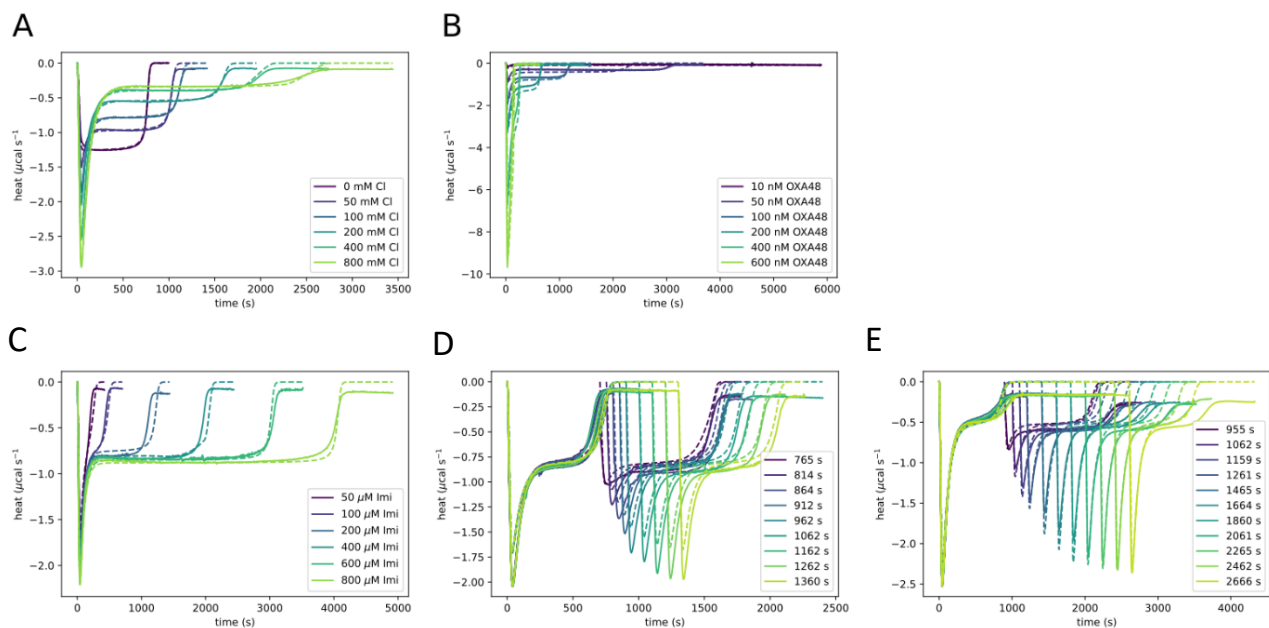 A
heat (μcal s⁻¹)
0.0
−0.5
−1.0
−1.5
−2.0
−2.5
−3.0
0 mM Cl
50 mM Cl
100 mM Cl
200 mM Cl
400 mM Cl
800 mM Cl
0 500 1000 1500 2000 2500 3000 3500
time (s)
B
heat (μcal s⁻¹)
0
−2
−4
−6
−8
−10
10 nM OXA48
50 nM OXA48
100 nM OXA48
200 nM OXA48
400 nM OXA48
600 nM OXA48
0 1000 2000 3000 4000 5000 6000
time (s)
C
heat (μcal s⁻¹)
0.0
−0.5
−1.0
−1.5
−2.0
50 μM Imi
100 μM Imi
200 μM Imi
400 μM Imi
600 μM Imi
800 μM Imi
0 1000 2000 3000 4000 5000
time (s)
D
heat (μcal s⁻¹)
0.00
−0.25
−0.50
−0.75
−1.00
−1.25
−1.50
−1.75
−2.00
765 s
814 s
864 s
912 s
962 s
1062 s
1162 s
1262 s
1360 s
0 500 1000 1500 2000 2500
time (s)
E
heat (μcal s⁻¹)
0.0
−0.5
−1.0
−1.5
−2.0
−2.5
955 s
1062 s
1159 s
1261 s
1465 s
1664 s
1860 s
2061 s
2265 s
2462 s
2666 s
0 1000 2000 3000 4000
time (s)